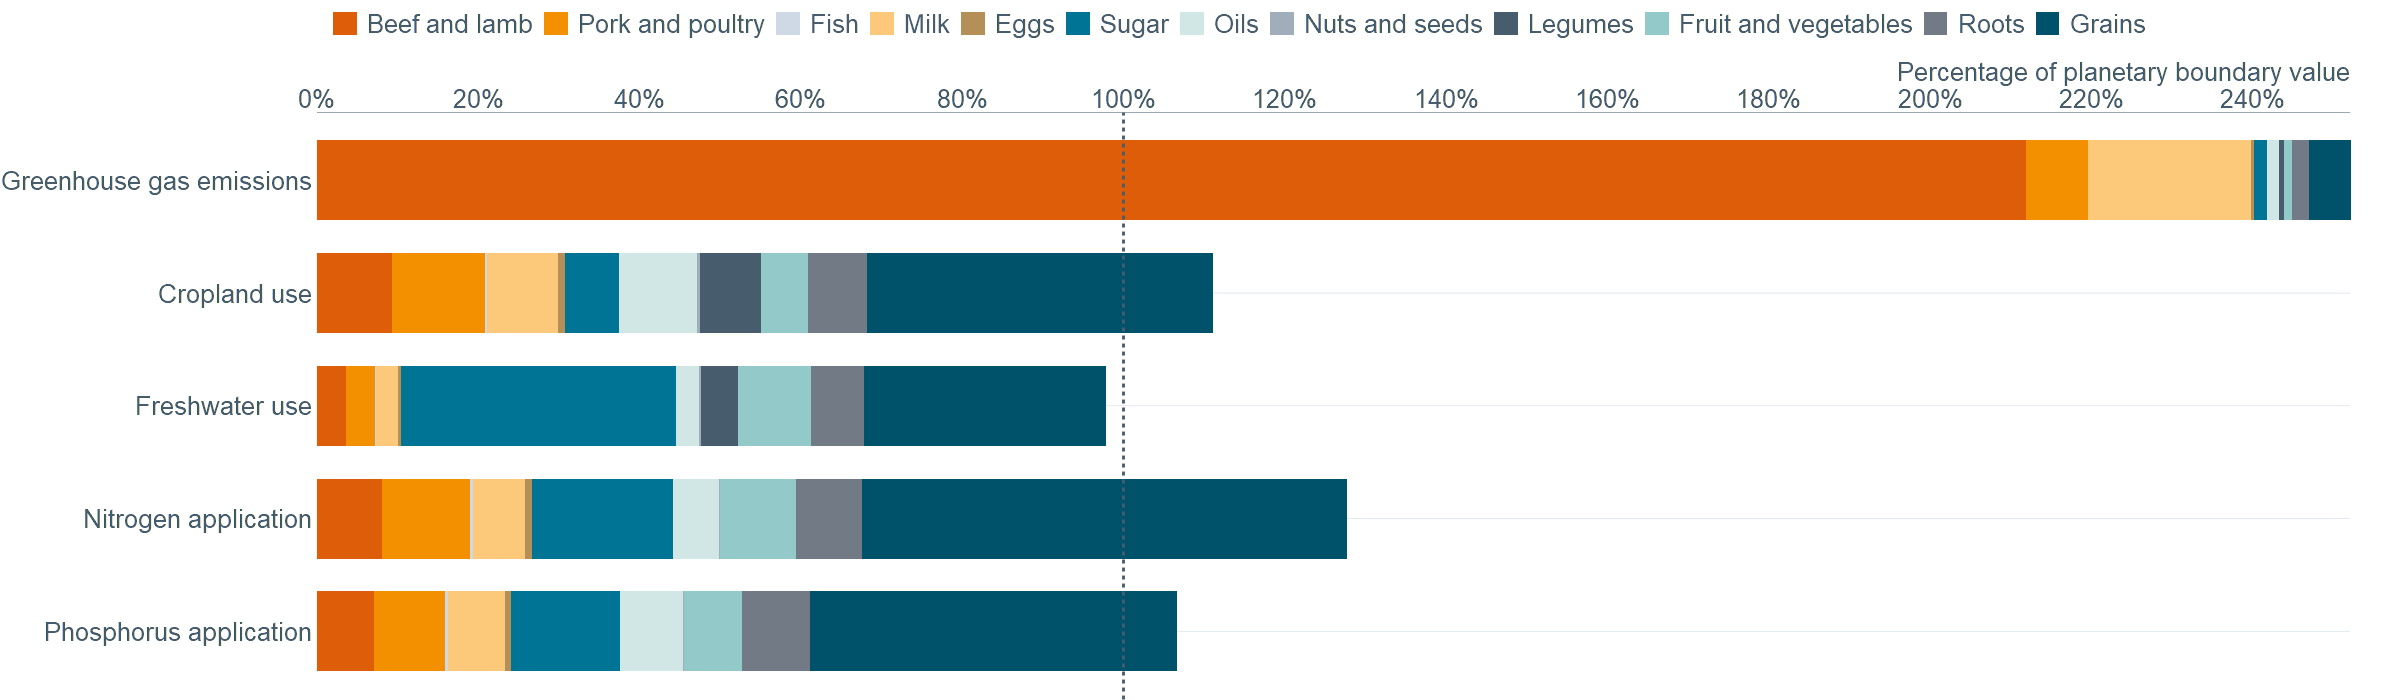 Beef and lamb Pork and poultry Fish Milk Eggs Sugar Oils Nuts and seeds Legumes Fruit and vegetables Roots Grains
Percentage of planetary boundary value
0% 20% 40% 60% 80% 100% 120% 140% 160% 180% 200% 220% 240%
Greenhouse gas emissions
Cropland use
Freshwater use
Nitrogen application
Phosphorus application